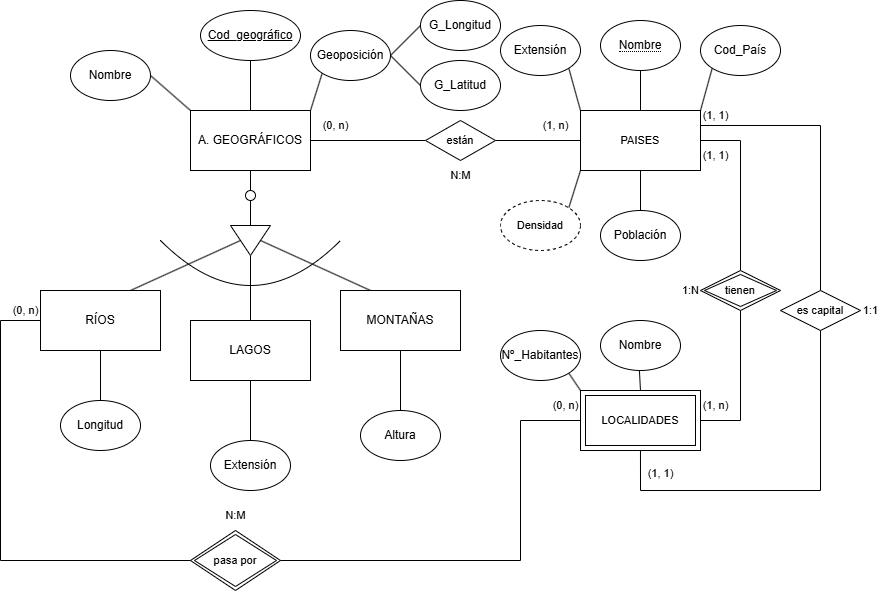 Cod_geográfico
Geoposición
G_Longitud
G_Latitud
Nombre
Extensión
Nombre
Cod_País
A. GEOGRÁFICOS
(0, n)
están
N:M
(1, n)
PAISES
(1, 1)
(1, 1)
Densidad
Población
1:N
tienen
es capital
1:1
(0, n)
RÍOS
LAGOS
MONTAÑAS
Longitud
Extensión
Altura
Nº_Habitantes
Nombre
(0, n)
LOCALIDADES
(1, n)
(1, 1)
N:M
pasa por